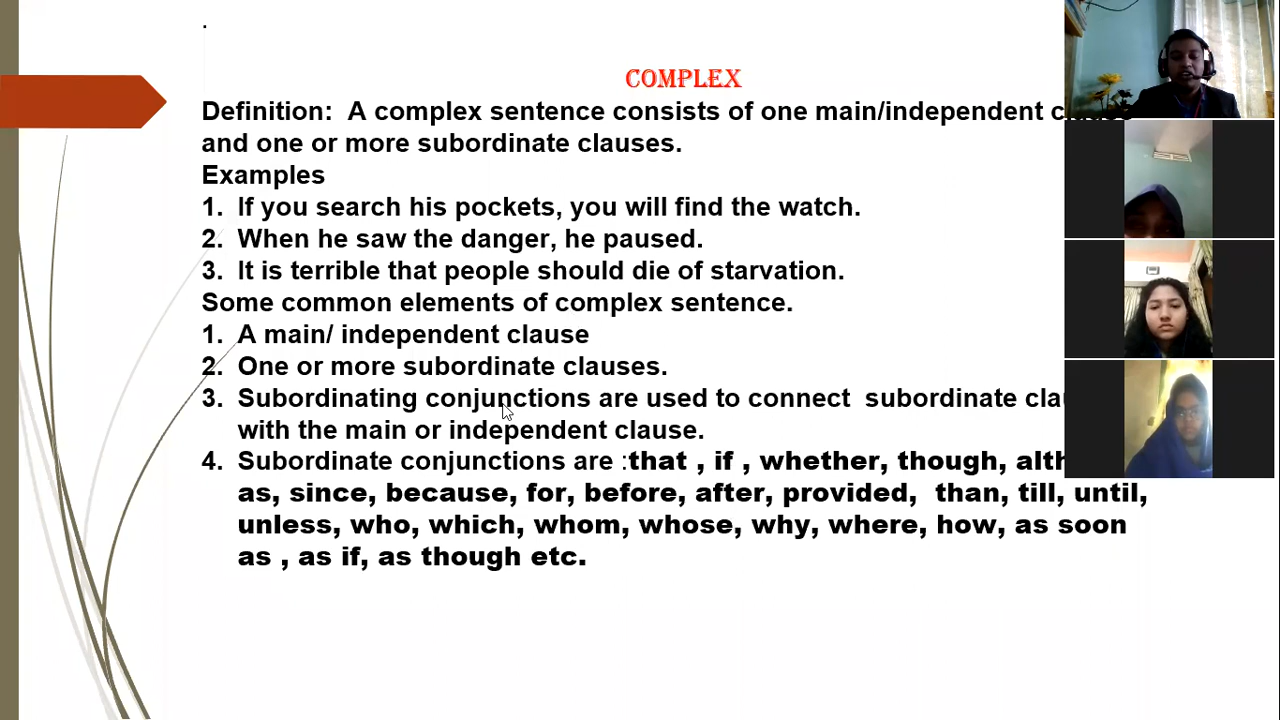 .
COMPLEX
Definition: A complex sentence consists of one main/independent
and one or more subordinate clauses.
Examples
1. If you search his pockets, you will find the watch.
2. When he saw the danger, he paused.
3. It is terrible that people should die of starvation.
Some common elements of complex sentence.
1. A main/ independent clause
2. One or more subordinate clauses.
3. Subordinating conjunctions are used to connect subordinate
with the main or independent clause.
4. Subordinate conjunctions are :that , if , whether, though,
as, since, because, for, before, after, provided, than, till, until,
unless, who, which, whom, whose, why, where, how, as soon
as , as if, as though etc.